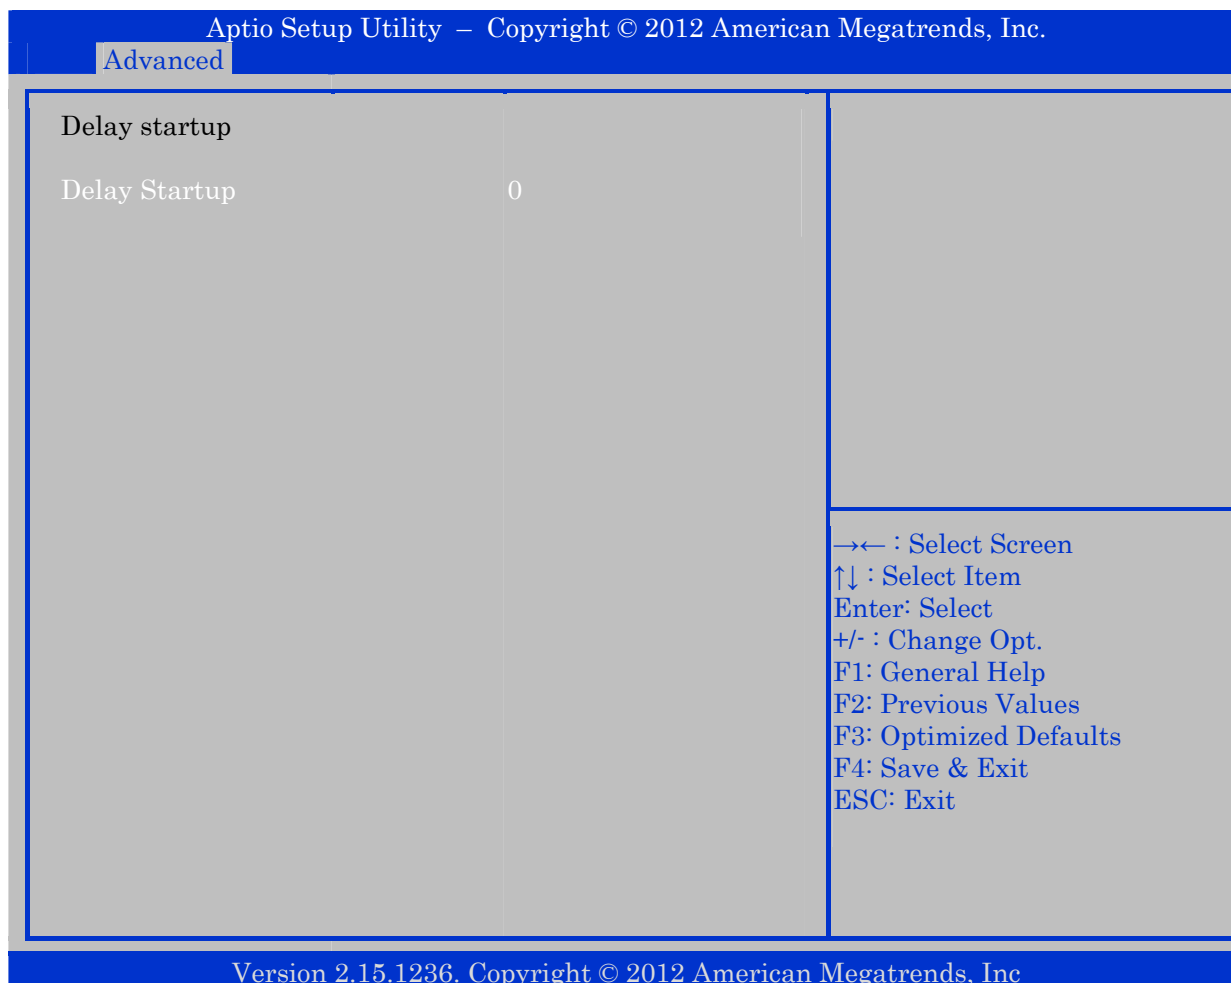 Aptio Setup Utility – Copyright © 2012 American Megatrends, Inc.
Advanced
Delay startup
Delay Startup 0
→← : Select Screen
↑↓ : Select Item
Enter: Select
+/- : Change Opt.
F1: General Help
F2: Previous Values
F3: Optimized Defaults
F4: Save & Exit
ESC: Exit
Version 2.15.1236. Copyright © 2012 American Megatrends, Inc